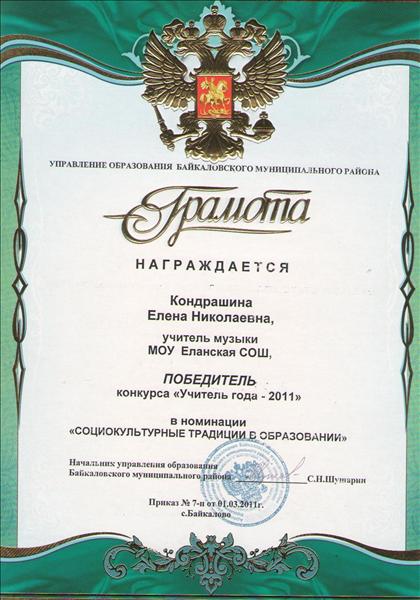 УПРАВЛЕНИЕ ОБРАЗОВАНИЯ БАЙКАЛОВСКОГО МУНИЦИПАЛЬНОГО РАЙОНА
Грамота
НАГРАЖДАЕТСЯ
Кондрашина
Елена Николаевна,
учитель музыки
МОУ Еланская СОШ,
ПОБЕДИТЕЛЬ
конкурса «Учитель года - 2011»
в номинации
«СОЦИОКУЛЬТУРНЫЕ ТРАДИЦИИ В ОБРАЗОВАНИИ»
Начальник управления образования
Байкаловского муниципального района С.Н.Шутарин
Приказ № 7-п от 01.03.2011г.
с.Байкалово